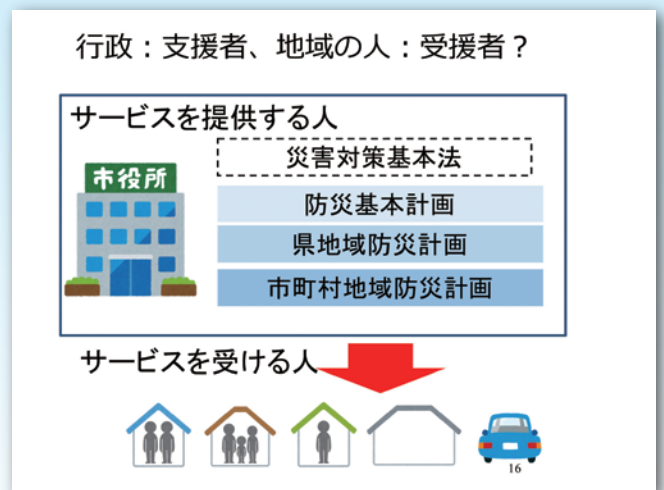 行政：支援者、地域の人：受援者？
サービスを提供する人
災害対策基本法
市役所
防災基本計画
県地域防災計画
市町村地域防災計画
サービスを受ける人
16